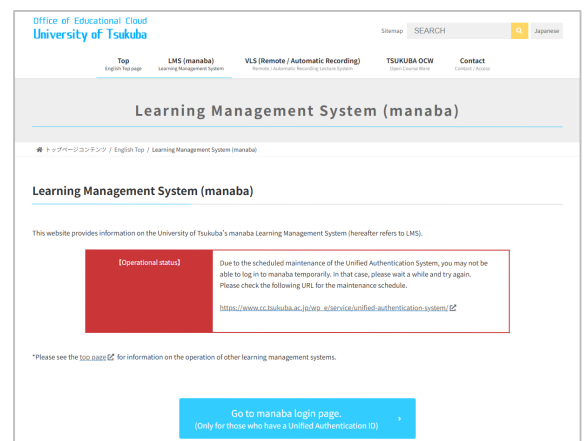 Office of Educational Cloud
University of Tsukuba
Sitemap SEARCH Japanese
Top LMS (manaba) VLS (Remote / Automatic Recording) TSUKUBA OCW Contact
English Top page Learning Management System Remote / Automatic Recording Lecture System Open Course Ware Contact / Access
Learning Management System (manaba)
トップページコンテンツ / English Top / Learning Management System (manaba)
Learning Management System (manaba)
This website provides information on the University of Tsukuba's manaba Learning Management System (hereafter refers to LMS).
【Operational status】
Due to the scheduled maintenance of the Unified Authentication System, you may not be
able to log in to manaba temporarily. In that case, please wait a while and try again.
Please check the following URL for the maintenance schedule.
https://www.cc.tsukuba.ac.jp/wp_e/service/unified-authentication-system/
*Please see the top page for information on the operation of other learning management systems.
Go to manaba login page.
(Only for those who have a Unified Authentication ID)